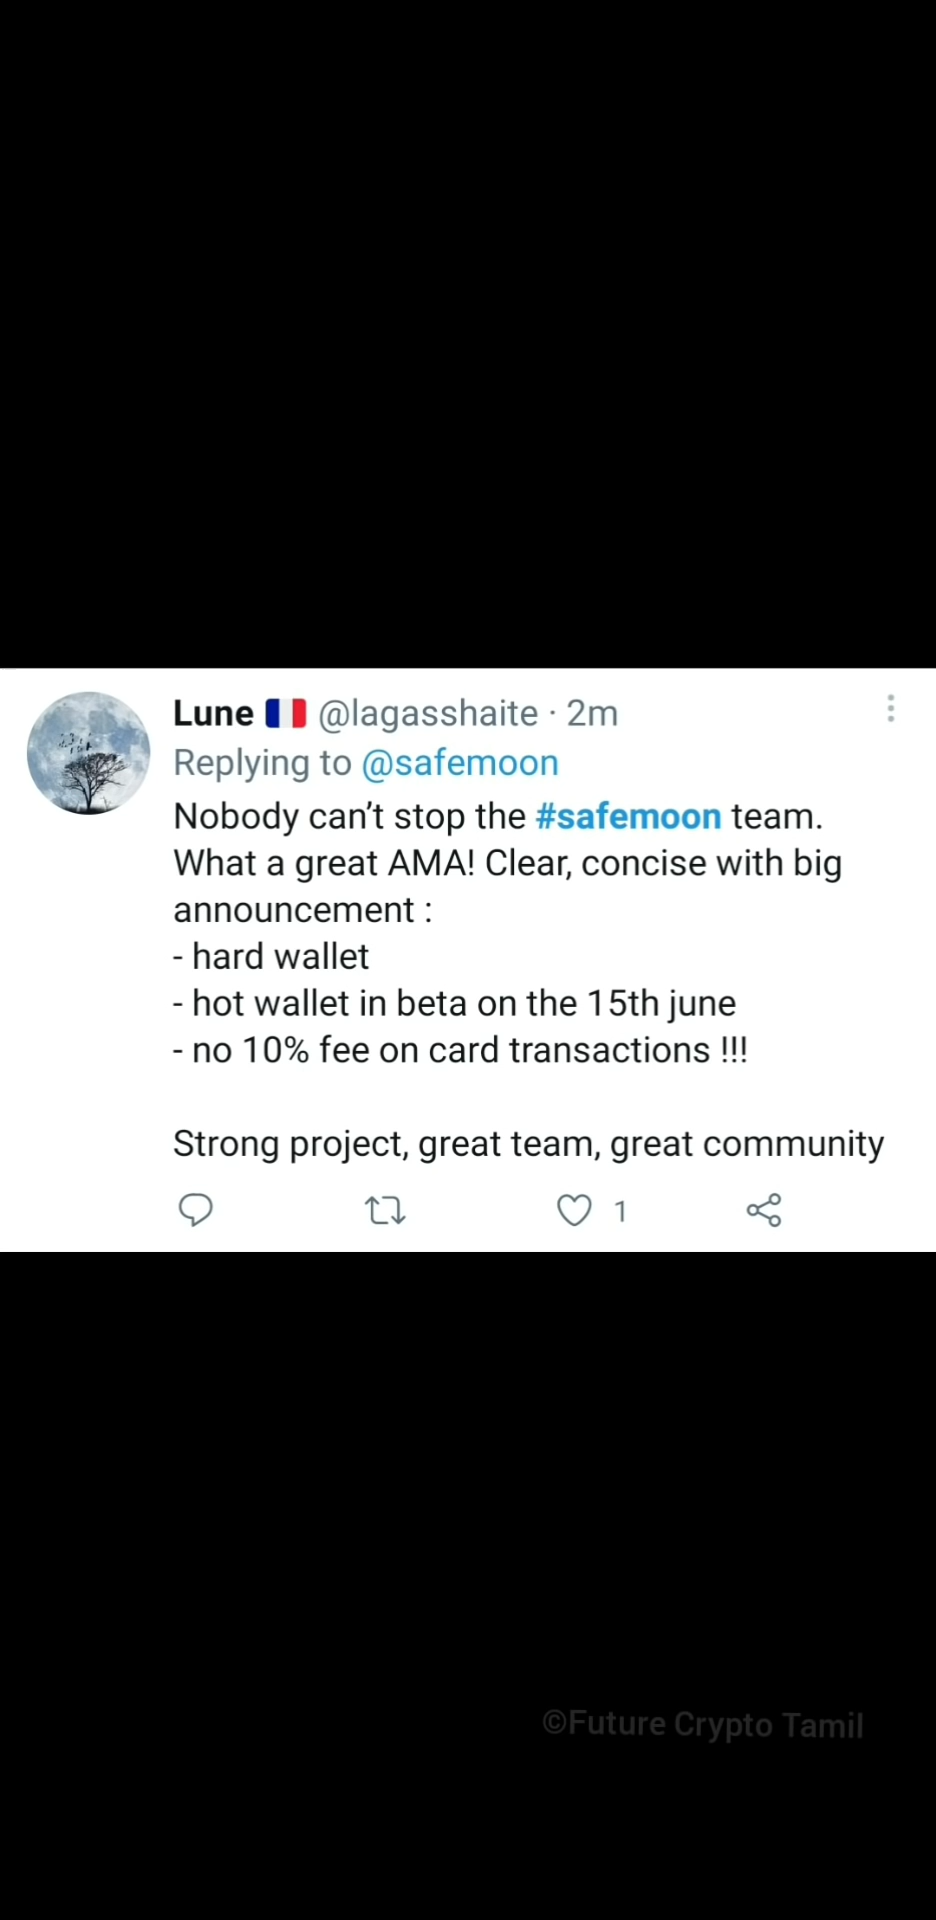 Lune 🇫🇷 @lagasshaite · 2m
Replying to @safemoon
Nobody can’t stop the #safemoon team.
What a great AMA! Clear, concise with big
announcement :
- hard wallet
- hot wallet in beta on the 15th june
- no 10% fee on card transactions !!!
Strong project, great team, great community
1
©Future Crypto Tamil